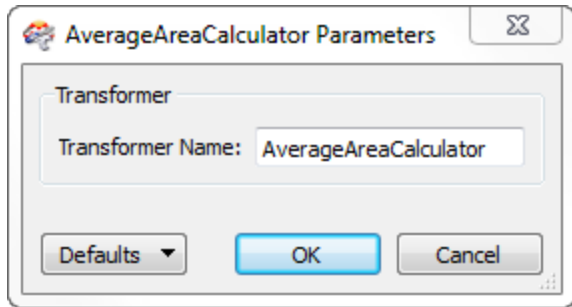 AverageAreaCalculator Parameters
Transformer
Transformer Name: AverageAreaCalculator
Defaults OK Cancel